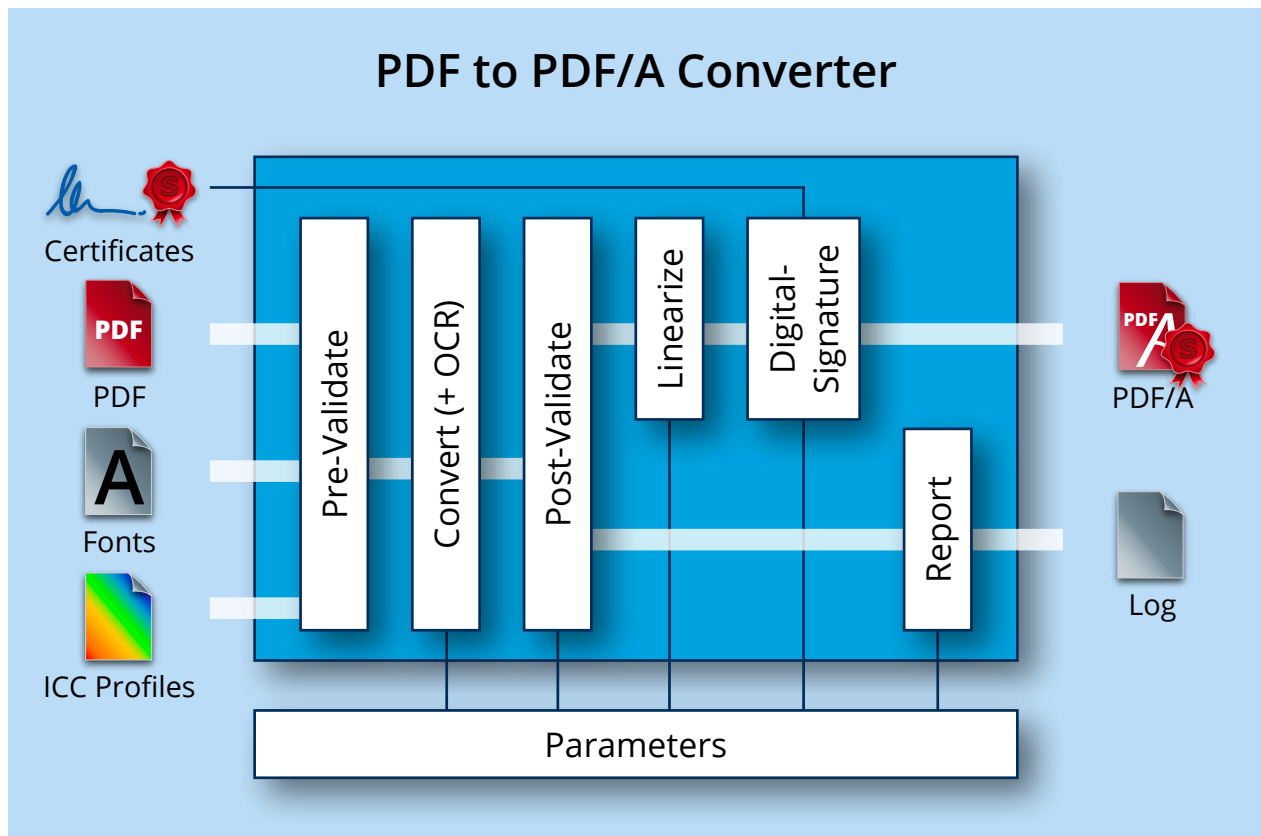 PDF to PDF/A Converter
S
Certificates
PDF
PDF
A
Fonts
ICC Profiles
Pre-Validate
Convert (+ OCR)
Post-Validate
Linearize
Digital-
Signature
Report
PDF
A
S
PDF/A
Log
Parameters